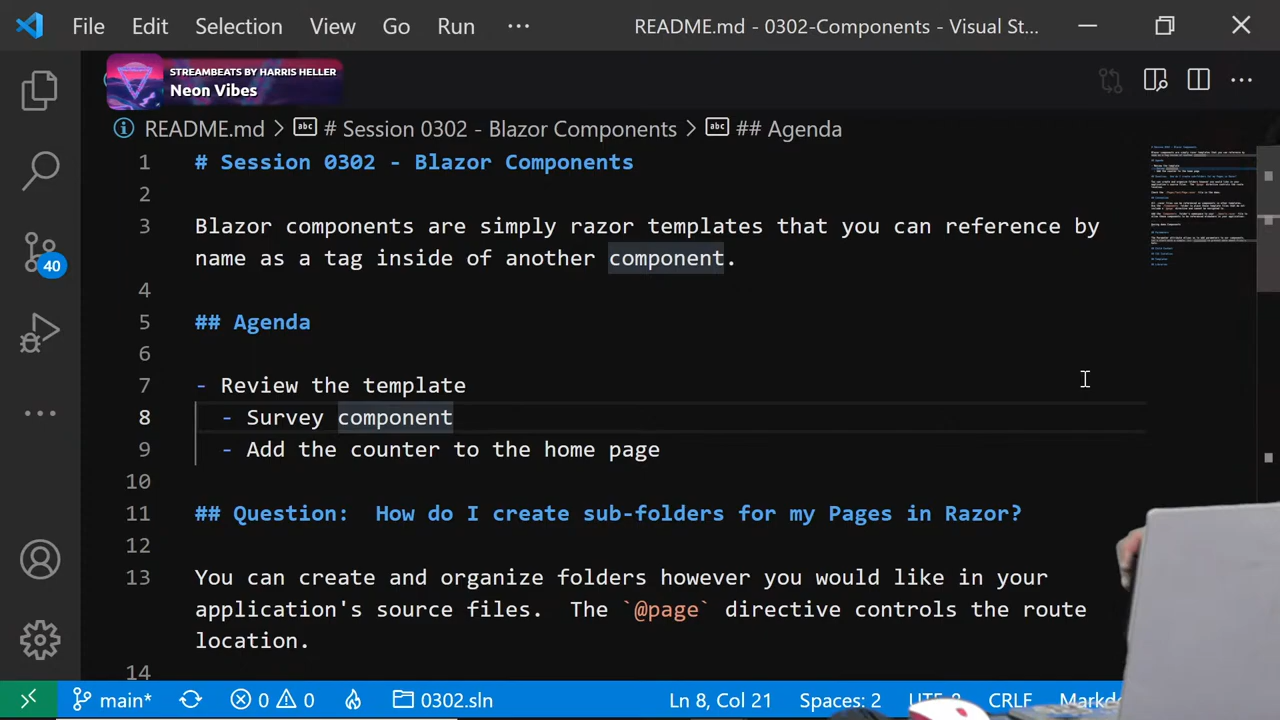 File Edit Selection View Go Run ··· README.md - 0302-Components - Visual St...
STREAMBEATS BY HARRIS HELLER
Neon Vibes
README.md > # Session 0302 - Blazor Components > ## Agenda
1 # Session 0302 - Blazor Components
2
3 Blazor components are simply razor templates that you can reference by
name as a tag inside of another component.
4
5 ## Agenda
6
7 - Review the template
8 - Survey component
9 - Add the counter to the home page
10
11 ## Question:  How do I create sub-folders for my Pages in Razor?
12
13 You can create and organize folders however you would like in your
application's source files.  The `@page` directive controls the route
location.
14
40
main* 0 0 0302.sln Ln 8, Col 21 Spaces: 2 CRLF